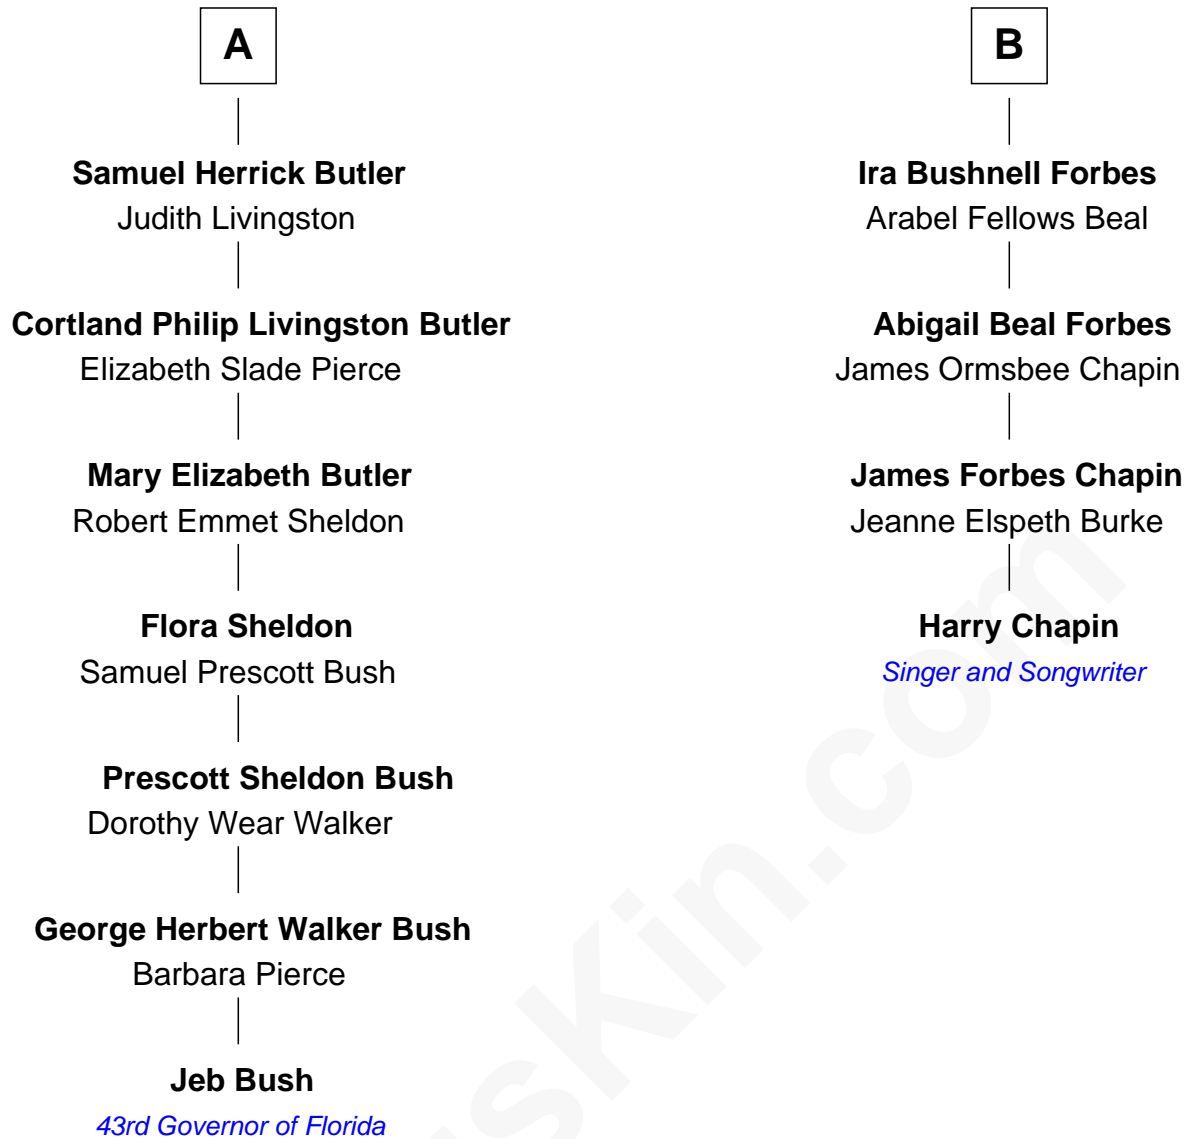 A
Samuel Herrick Butler
Judith Livingston
Cortland Philip Livingston Butler
Elizabeth Slade Pierce
Mary Elizabeth Butler
Robert Emmet Sheldon
Flora Sheldon
Samuel Prescott Bush
Prescott Sheldon Bush
Dorothy Wear Walker
George Herbert Walker Bush
Barbara Pierce
Jeb Bush
43rd Governor of Florida
B
Ira Bushnell Forbes
Arabel Fellows Beal
Abigail Beal Forbes
James Ormsbee Chapin
James Forbes Chapin
Jeanne Elspeth Burke
Harry Chapin
Singer and Songwriter
sKin.com